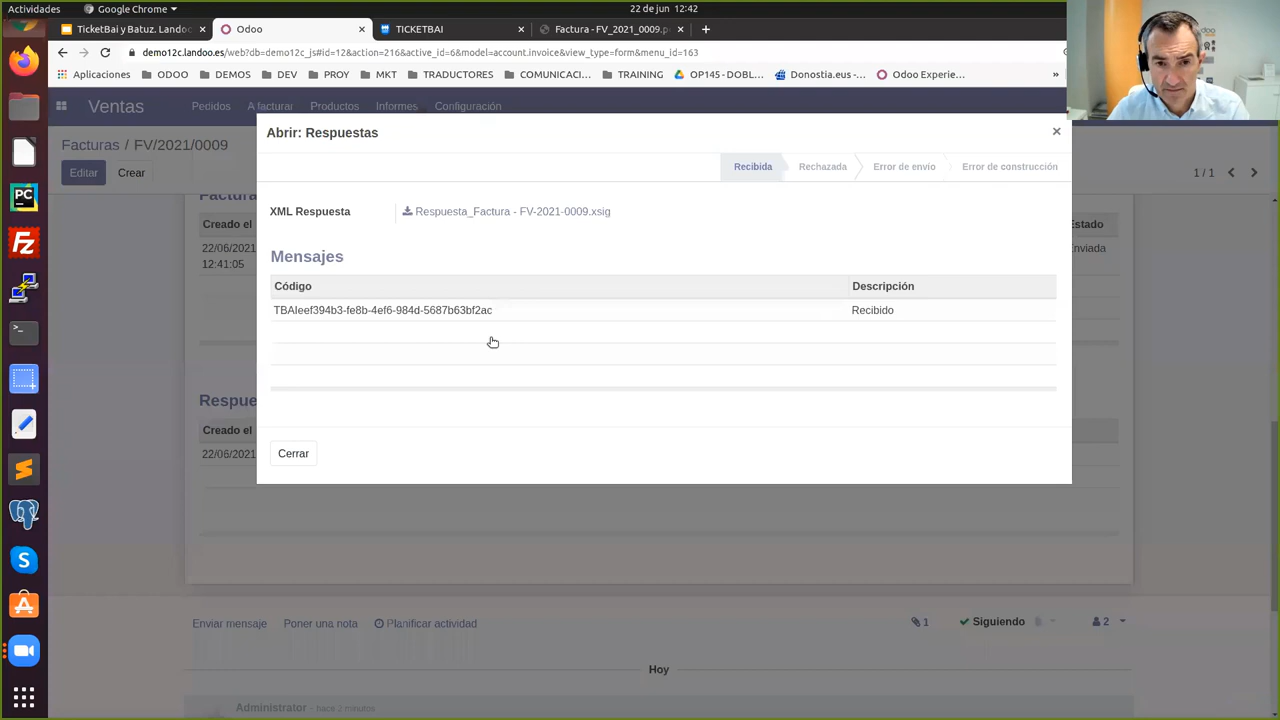 Actividades
Google Chrome
22 de jun 12:42
TicketBai y Batuz. Landoo
Odoo
TICKETBAI
Factura - FV_2021_0009.p
demo12c.landoo.es/web?db=demo12c_js#id=12&action=216&active_id=6&model=account.invoice&view_type=form&menu_id=163
Aplicaciones
ODOO
DEMOS
DEV
PROY
MKT
TRADUCTORES
COMUNICACI...
TRAINING
OP145 - DOBL...
Donostia.eus -...
Odoo Experie...
»
Ventas
Pedidos
A facturar
Productos
Informes
Configuración
Facturas / FV/2021/0009
Editar
Crear
1 / 1
Abrir: Respuestas
×
Recibida
Rechazada
Error de envío
Error de construcción
XML Respuesta
Respuesta_Factura - FV-2021-0009.xsig
Mensajes
Código
Descripción
TBAIeef394b3-fe8b-4ef6-984d-5687b63bf2ac
Recibido
Cerrar
Factura
Creado el
Estado
22/06/2021
12:41:05
Enviada
Respue
Creado el
22/06/2021
Enviar mensaje
Poner una nota
Planificar actividad
1
Siguiendo
2
Hoy
Administrator - hace 2 minutos